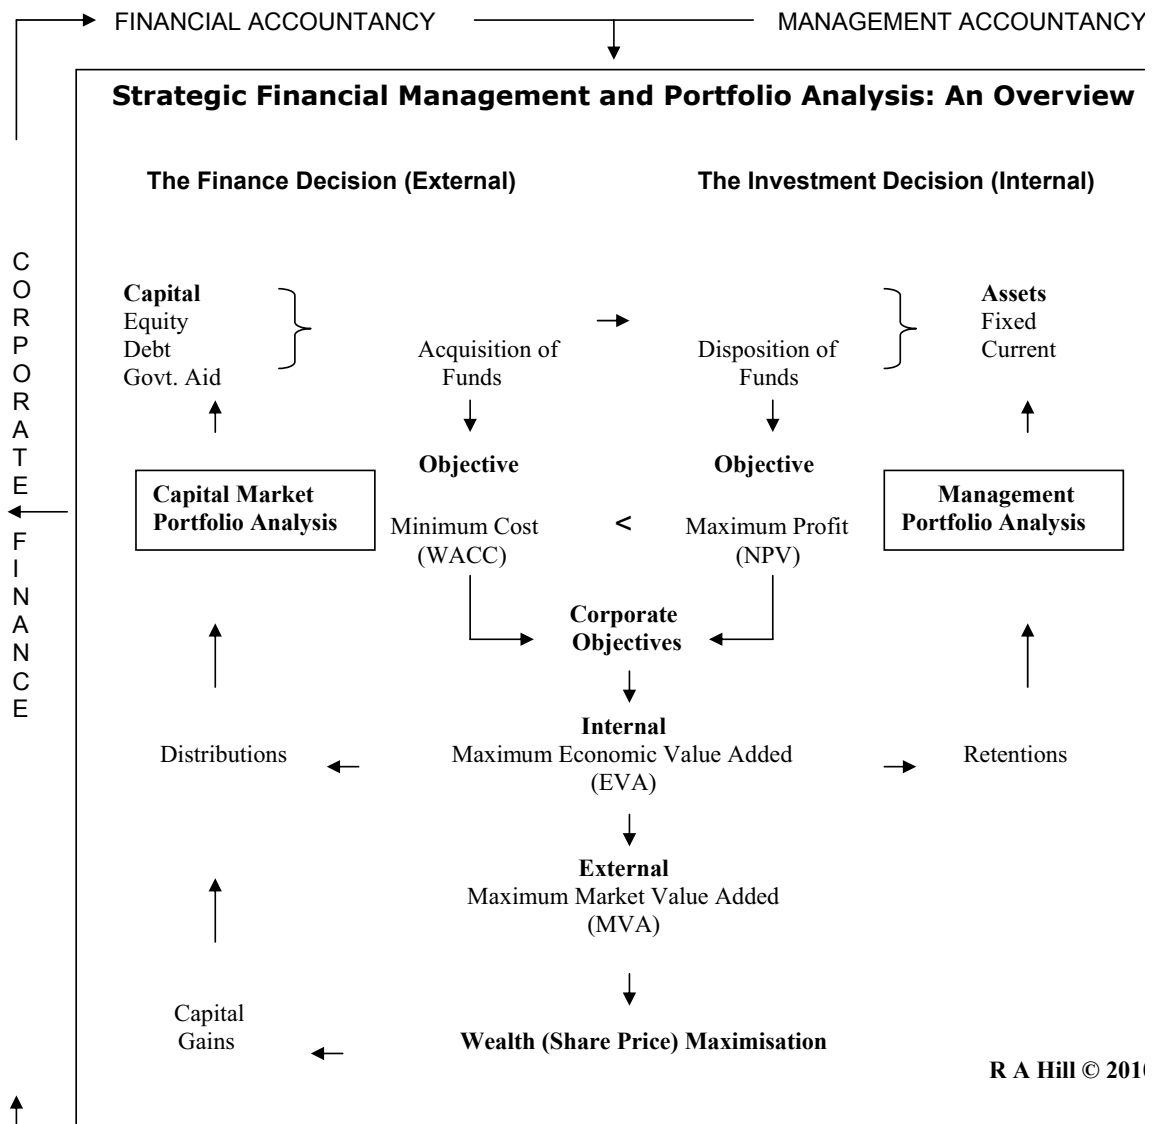 FINANCIAL ACCOUNTANCY
MANAGEMENT ACCOUNTANCY
Strategic Financial Management and Portfolio Analysis: An Overview
The Finance Decision (External)
The Investment Decision (Internal)
CORPORATE FINANCE
Capital
Equity
Debt
Govt. Aid
Acquisition of
Funds
Disposition of
Funds
Assets
Fixed
Current
Objective
Objective
Capital Market
Portfolio Analysis
Minimum Cost
(WACC)
<
Maximum Profit
(NPV)
Management
Portfolio Analysis
Corporate
Objectives
Internal
Maximum Economic Value Added
(EVA)
Distributions
Retentions
External
Maximum Market Value Added
(MVA)
Capital
Gains
Wealth (Share Price) Maximisation
R A Hill ©